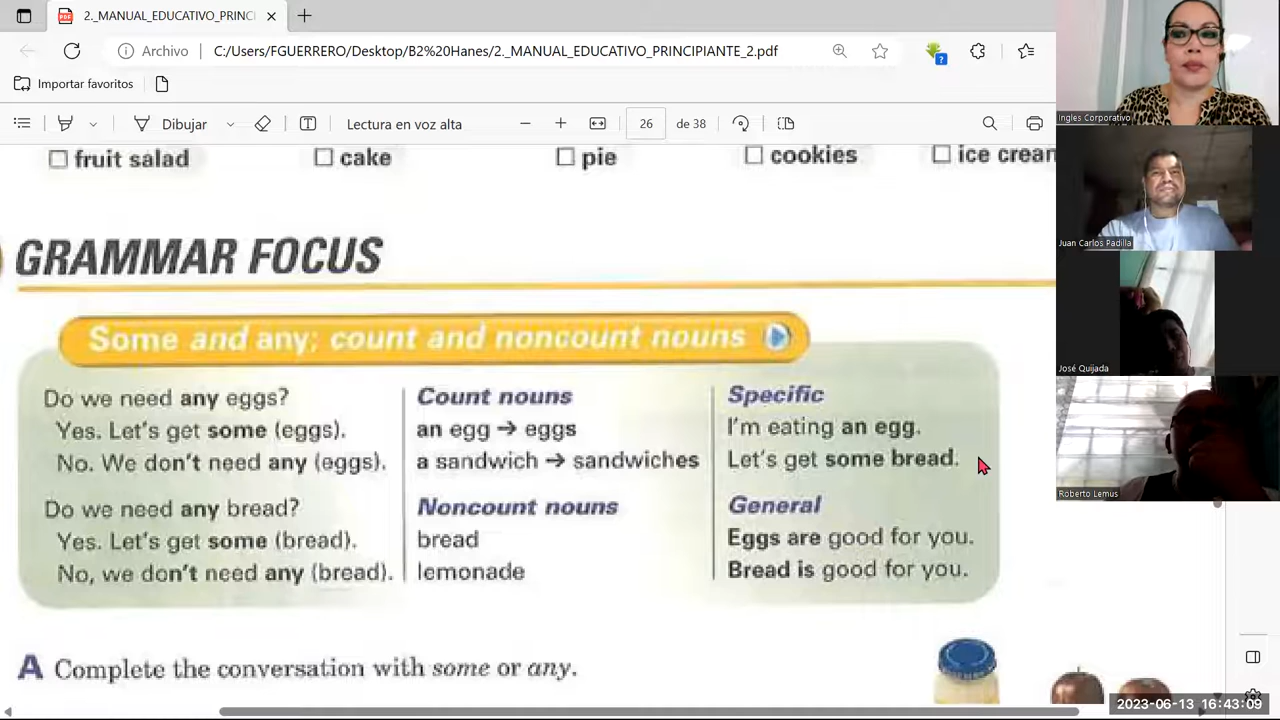 2._MANUAL_EDUCATIVO_PRINCI
Archivo
C:/Users/FGUERRERO/Desktop/B2%20Hanes/2._MANUAL_EDUCATIVO_PRINCIPIANTE_2.pdf
Importar favoritos
Dibujar
Lectura en voz alta
26
de 38
fruit salad
cake
pie
cookies
ice cream
GRAMMAR FOCUS
Some and any; count and noncount nouns
Do we need any eggs?
Yes. Let's get some (eggs).
No. We don't need any (eggs).
Do we need any bread?
Yes. Let's get some (bread).
No, we don't need any (bread).
Count nouns
an egg → eggs
a sandwich → sandwiches
Noncount nouns
bread
lemonade
Specific
I'm eating an egg.
Let's get some bread.
General
Eggs are good for you.
Bread is good for you.
A Complete the conversation with some or any.
Ingles Corporativo
Juan Carlos Padilla
José Quijada
Roberto Lemus
2023-06-13 16:43:09